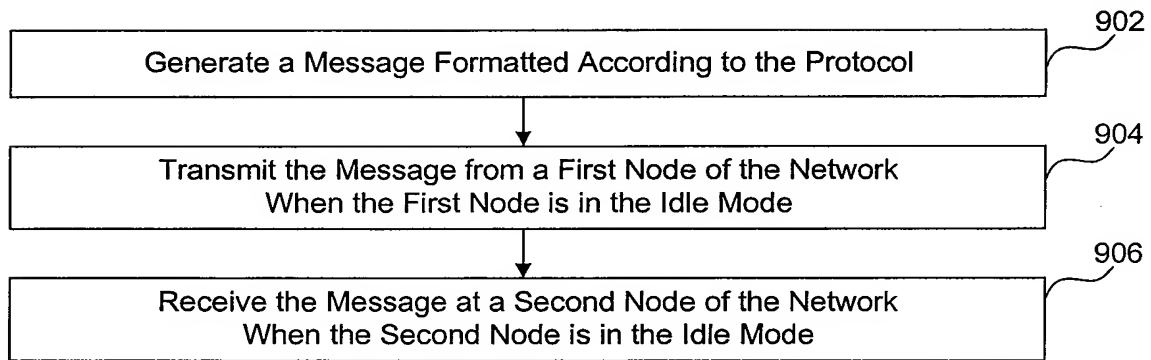 902
Generate a Message Formatted According to the Protocol
904
Transmit the Message from a First Node of the Network
When the First Node is in the Idle Mode
906
Receive the Message at a Second Node of the Network
When the Second Node is in the Idle Mode